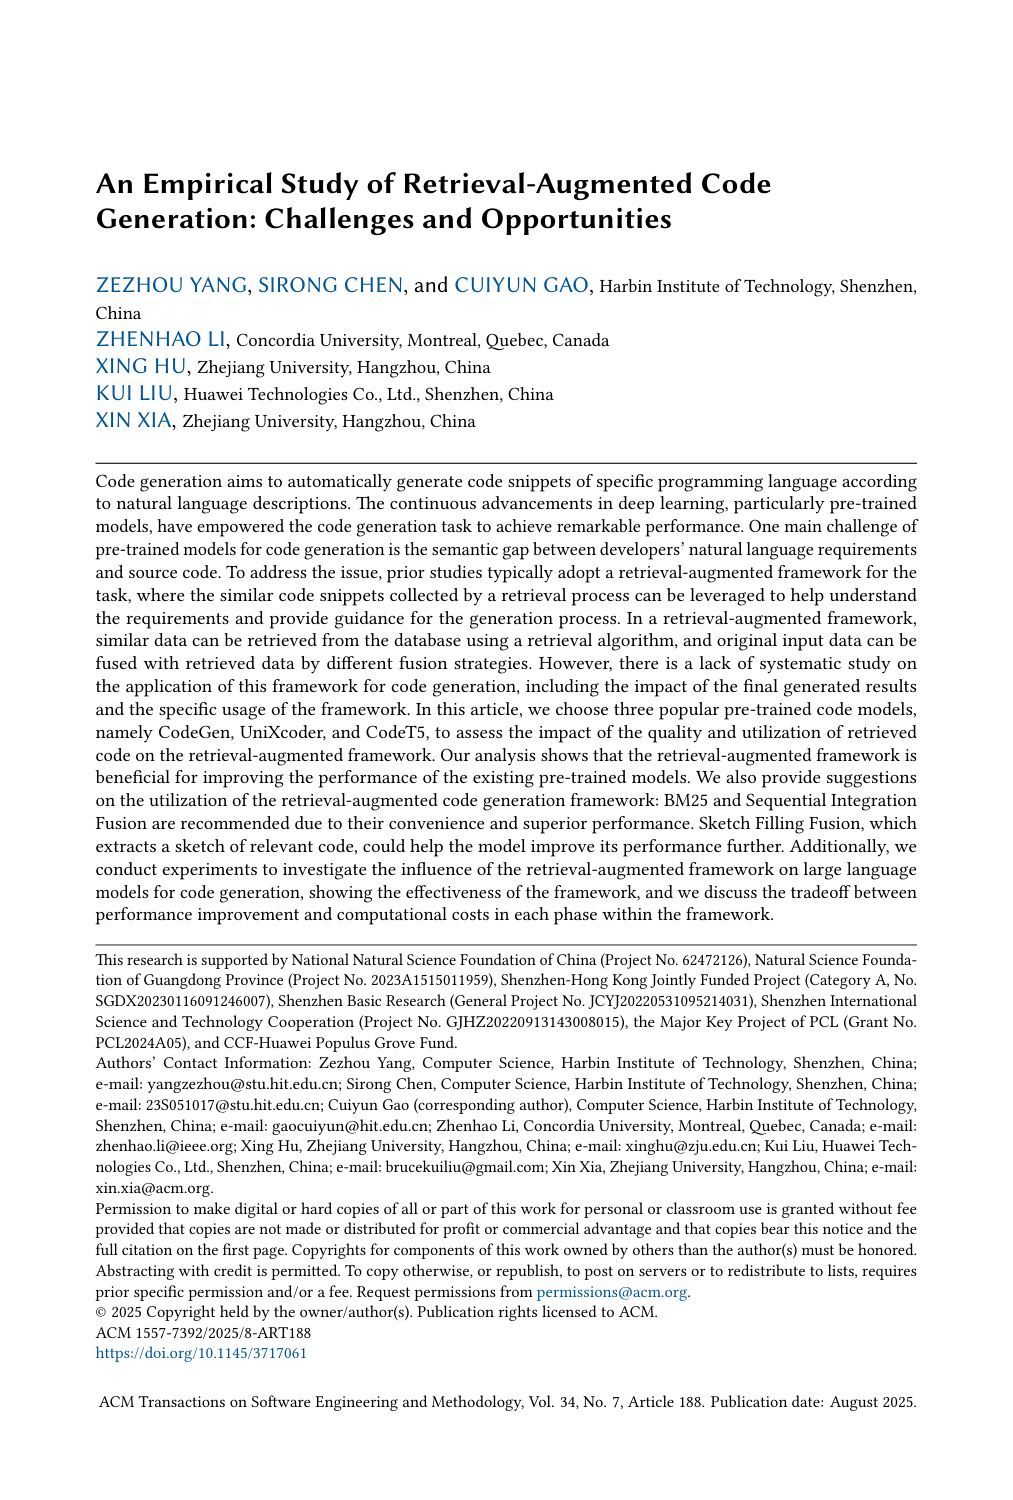 An Empirical Study of Retrieval-Augmented Code
Generation: Challenges and Opportunities
ZEZHOU YANG, SIRONG CHEN, and CUIYUN GAO, Harbin Institute of Technology, Shenzhen,
China
ZHENHAO LI, Concordia University, Montreal, Quebec, Canada
XING HU, Zhejiang University, Hangzhou, China
KUI LIU, Huawei Technologies Co., Ltd., Shenzhen, China
XIN XIA, Zhejiang University, Hangzhou, China
Code generation aims to automatically generate code snippets of specific programming language according
to natural language descriptions. The continuous advancements in deep learning, particularly pre-trained
models, have empowered the code generation task to achieve remarkable performance. One main challenge of
pre-trained models for code generation is the semantic gap between developers' natural language requirements
and source code. To address the issue, prior studies typically adopt a retrieval-augmented framework for the
task, where the similar code snippets collected by a retrieval process can be leveraged to help understand
the requirements and provide guidance for the generation process. In a retrieval-augmented framework,
similar data can be retrieved from the database using a retrieval algorithm, and original input data can be
fused with retrieved data by different fusion strategies. However, there is a lack of systematic study on
the application of this framework for code generation, including the impact of the final generated results
and the specific usage of the framework. In this article, we choose three popular pre-trained code models,
namely CodeGen, UniXcoder, and CodeT5, to assess the impact of the quality and utilization of retrieved
code on the retrieval-augmented framework. Our analysis shows that the retrieval-augmented framework is
beneficial for improving the performance of the existing pre-trained models. We also provide suggestions
on the utilization of the retrieval-augmented code generation framework: BM25 and Sequential Integration
Fusion are recommended due to their convenience and superior performance. Sketch Filling Fusion, which
extracts a sketch of relevant code, could help the model improve its performance further. Additionally, we
conduct experiments to investigate the influence of the retrieval-augmented framework on large language
models for code generation, showing the effectiveness of the framework, and we discuss the tradeoff between
performance improvement and computational costs in each phase within the framework.
This research is supported by National Natural Science Foundation of China (Project No. 62472126), Natural Science Founda-
tion of Guangdong Province (Project No. 2023A1515011959), Shenzhen-Hong Kong Jointly Funded Project (Category A, No.
SGDX20230116091246007), Shenzhen Basic Research (General Project No. JCYJ20220531095214031), Shenzhen International
Science and Technology Cooperation (Project No. GJHZ20220913143008015), the Major Key Project of PCL (Grant No.
PCL2024A05), and CCF-Huawei Populus Grove Fund.
Authors' Contact Information: Zezhou Yang, Computer Science, Harbin Institute of Technology, Shenzhen, China;
e-mail: yangzezhou@stu.hit.edu.cn; Sirong Chen, Computer Science, Harbin Institute of Technology, Shenzhen, China;
e-mail: 23S051017@stu.hit.edu.cn; Cuiyun Gao (corresponding author), Computer Science, Harbin Institute of Technology,
Shenzhen, China; e-mail: gaocuiyun@hit.edu.cn; Zhenhao Li, Concordia University, Montreal, Quebec, Canada; e-mail:
zhenhao.li@ieee.org; Xing Hu, Zhejiang University, Hangzhou, China; e-mail: xinghu@zju.edu.cn; Kui Liu, Huawei Tech-
nologies Co., Ltd., Shenzhen, China; e-mail: brucekuiliu@gmail.com; Xin Xia, Zhejiang University, Hangzhou, China; e-mail:
xin.xia@acm.org.
Permission to make digital or hard copies of all or part of this work for personal or classroom use is granted without fee
provided that copies are not made or distributed for profit or commercial advantage and that copies bear this notice and the
full citation on the first page. Copyrights for components of this work owned by others than the author(s) must be honored.
Abstracting with credit is permitted. To copy otherwise, or republish, to post on servers or to redistribute to lists, requires
prior specific permission and/or a fee. Request permissions from permissions@acm.org.
© 2025 Copyright held by the owner/author(s). Publication rights licensed to ACM.
ACM 1557-7392/2025/8-ART188
https://doi.org/10.1145/3717061
ACM Transactions on Software Engineering and Methodology, Vol. 34, No. 7, Article 188. Publication date: August 2025.